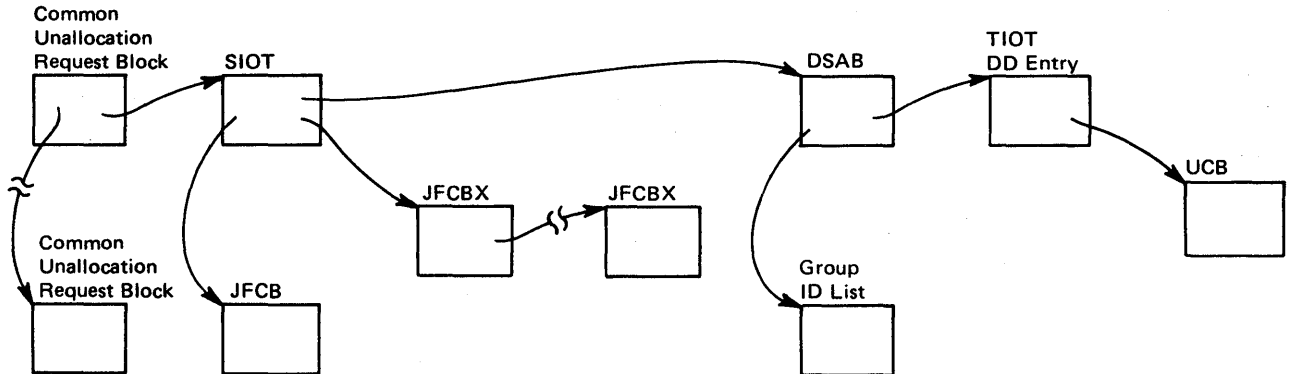 Common
Unallocation
Request Block
SIOT
DSAB
TIOT
DD Entry
UCB
JFCBX
JFCBX
Common
Unallocation
Request Block
JFCB
Group
ID List